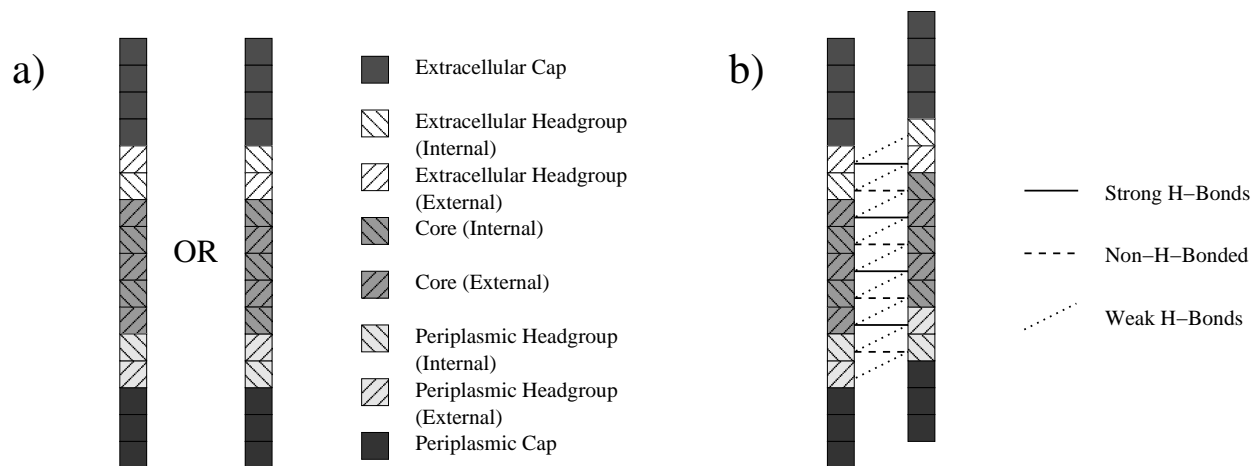 a)
OR
Extracellular Cap
Extracellular Headgroup
(Internal)
Extracellular Headgroup
(External)
Core (Internal)
Core (External)
Periplasmic Headgroup
(Internal)
Periplasmic Headgroup
(External)
Periplasmic Cap
b)
Strong H−Bonds
Non−H−Bonded
Weak H−Bonds